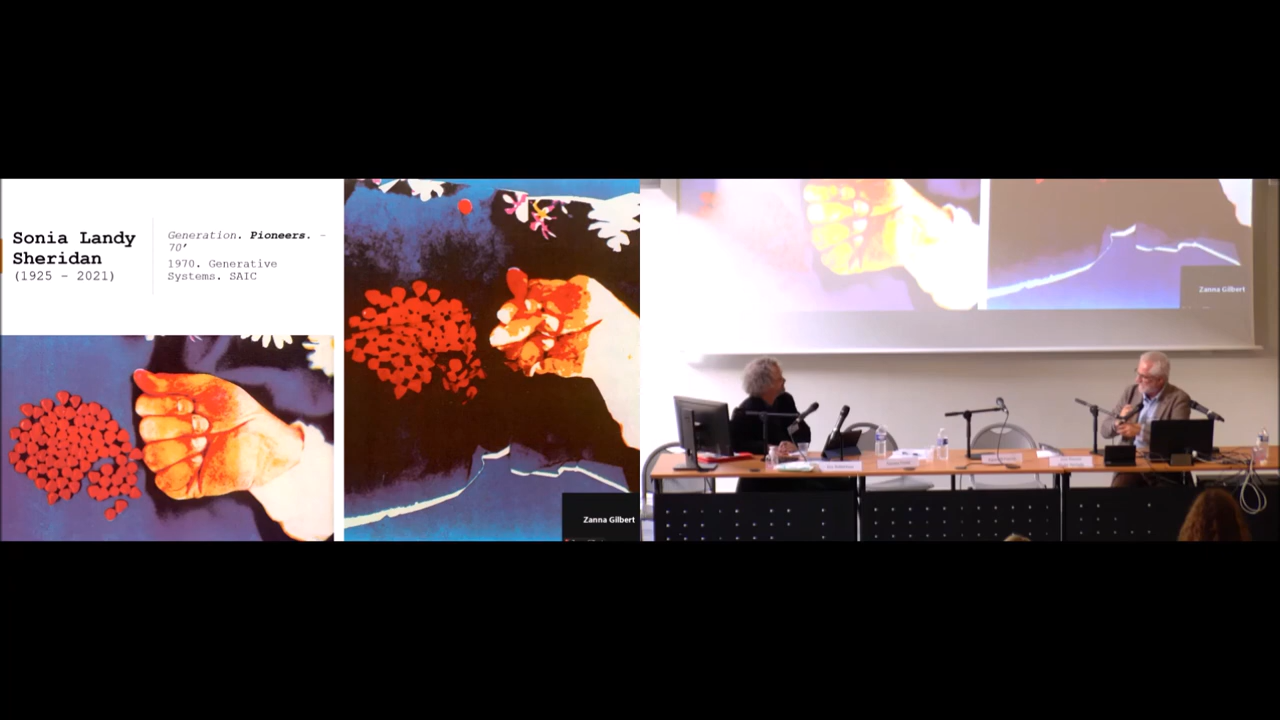 Sonia Landy
Sheridan
(1925 – 2021)
Generation. Pioneers. –
70’
1970. Generative
Systems. SAIC
Zanna Gilbert
Zanna Gilbert